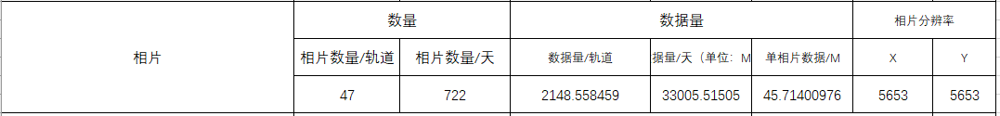 相片
数量
数据量
相片分辨率
相片数量/轨道
相片数量/天
数据量/轨道
据量/天（单位：M
单相片数据/M
X
Y
47
722
2148.558459
33005.51505
45.71400976
5653
5653